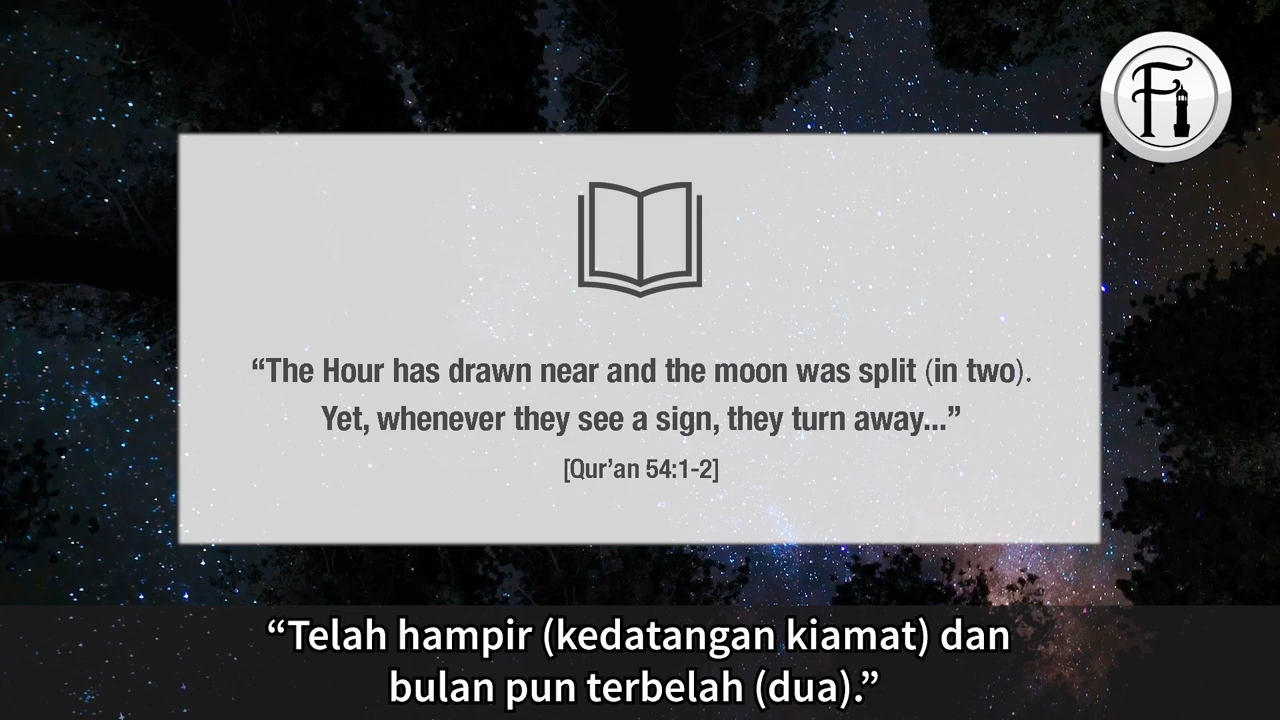 Fi
“The Hour has drawn near and the moon was split (in two).
Yet, whenever they see a sign, they turn away...”
[Qur’an 54:1-2]
“Telah hampir (kedatangan kiamat) dan
bulan pun terbelah (dua).”